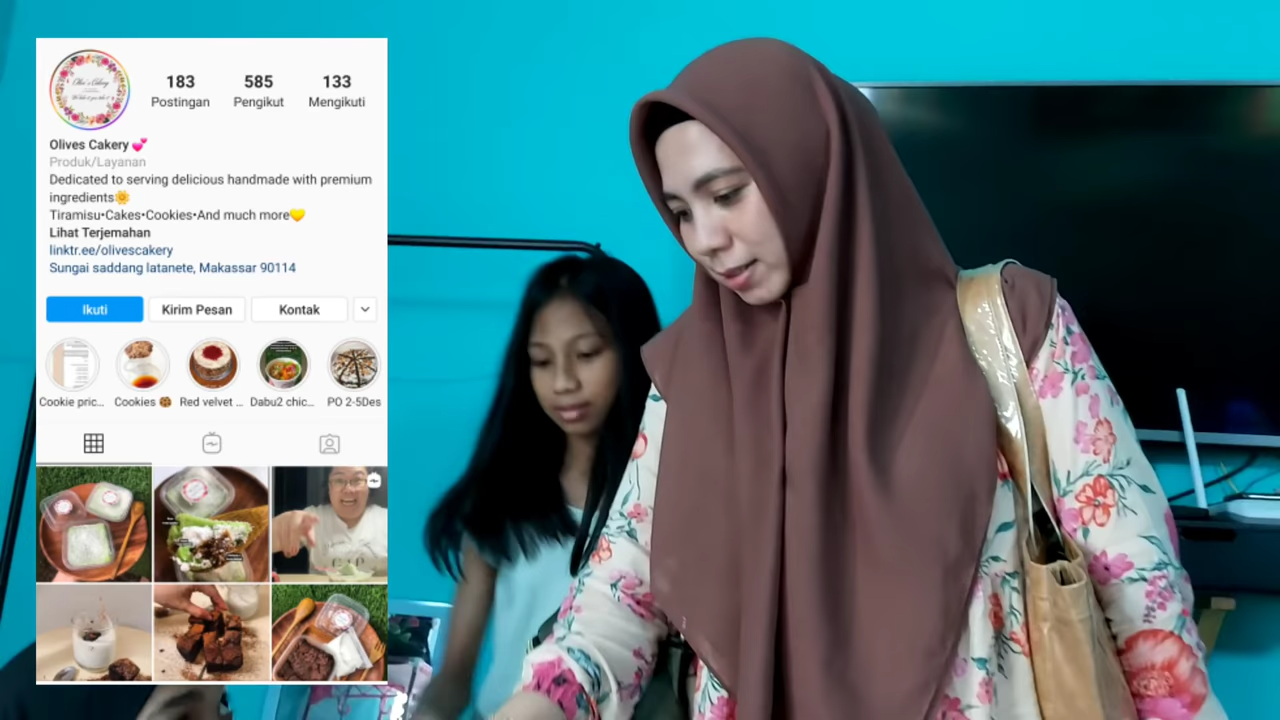 183
585
133
Postingan
Pengikut
Mengikuti
Olives Cakery 💕
Produk/Layanan
Dedicated to serving delicious handmade with premium
ingredients🌼
Tiramisu•Cakes•Cookies•And much more💛
Lihat Terjemahan
linktr.ee/olivescakery
Sungai saddang latanete, Makassar 90114
Ikuti
Kirim Pesan
Kontak
Cookie pric...
Cookies 🍪
Red velvet ...
Dabu2 chic...
PO 2-5Des